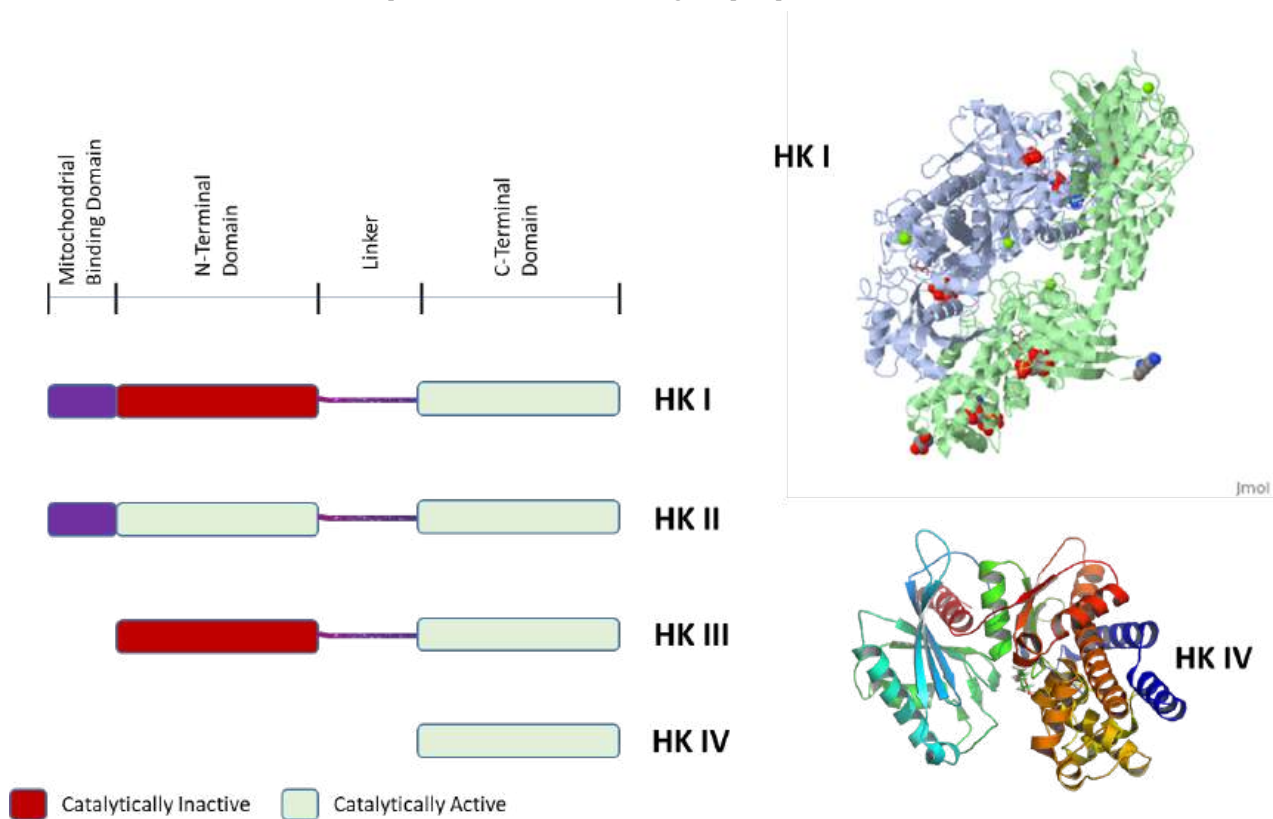 Mitochondrial
Binding Domain
N-Terminal
Domain
Linker
C-Terminal
Domain
HK I
HK II
HK III
HK IV
Catalytically Inactive
Catalytically Active
HK I
Jmol
HK IV